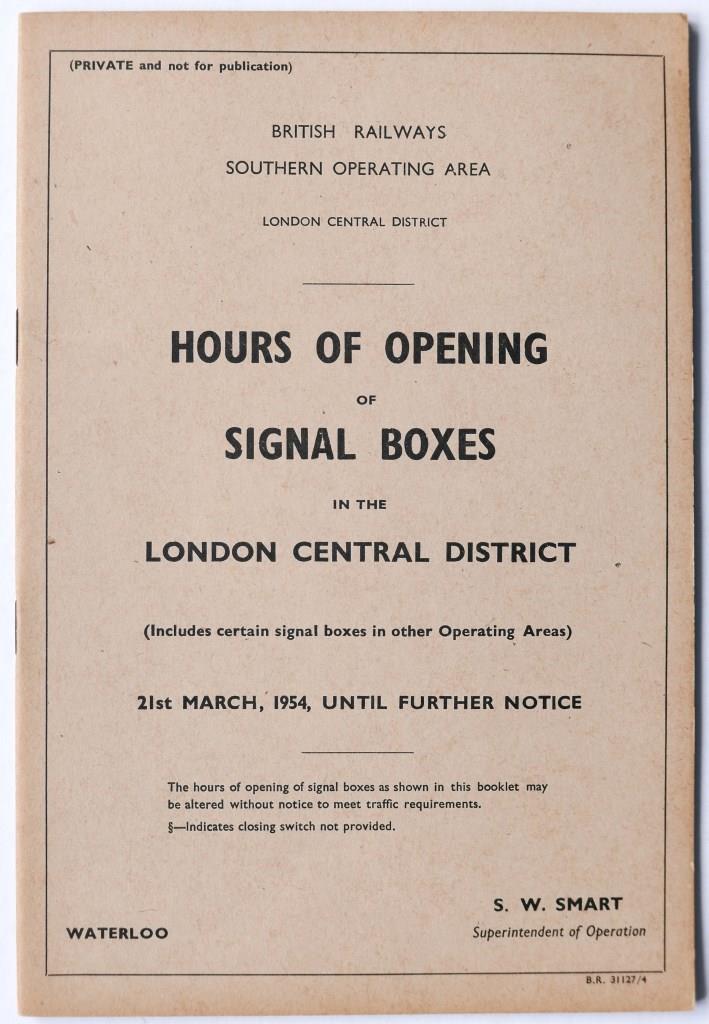 (PRIVATE and not for publication)
BRITISH RAILWAYS
SOUTHERN OPERATING AREA
LONDON CENTRAL DISTRICT
HOURS OF OPENING
OF
SIGNAL BOXES
IN THE
LONDON CENTRAL DISTRICT
(Includes certain signal boxes in other Operating Areas)
21st MARCH, 1954, UNTIL FURTHER NOTICE
The hours of opening of signal boxes as shown in this booklet may
be altered without notice to meet traffic requirements.
§—Indicates closing switch not provided.
S. W. SMART
WATERLOO
Superintendent of Operation
B.R. 31127/4